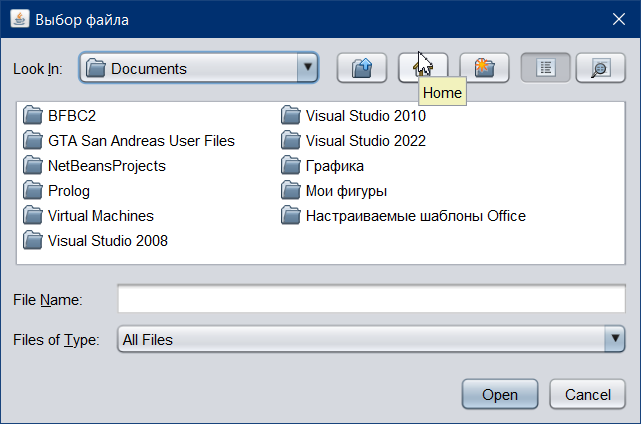 Выбор файла
Look In: Documents
Home
BFBC2
GTA San Andreas User Files
NetBeansProjects
Prolog
Virtual Machines
Visual Studio 2008
Visual Studio 2010
Visual Studio 2022
Графика
Мои фигуры
Настраиваемые шаблоны Office
File Name:
Files of Type: All Files
Open Cancel